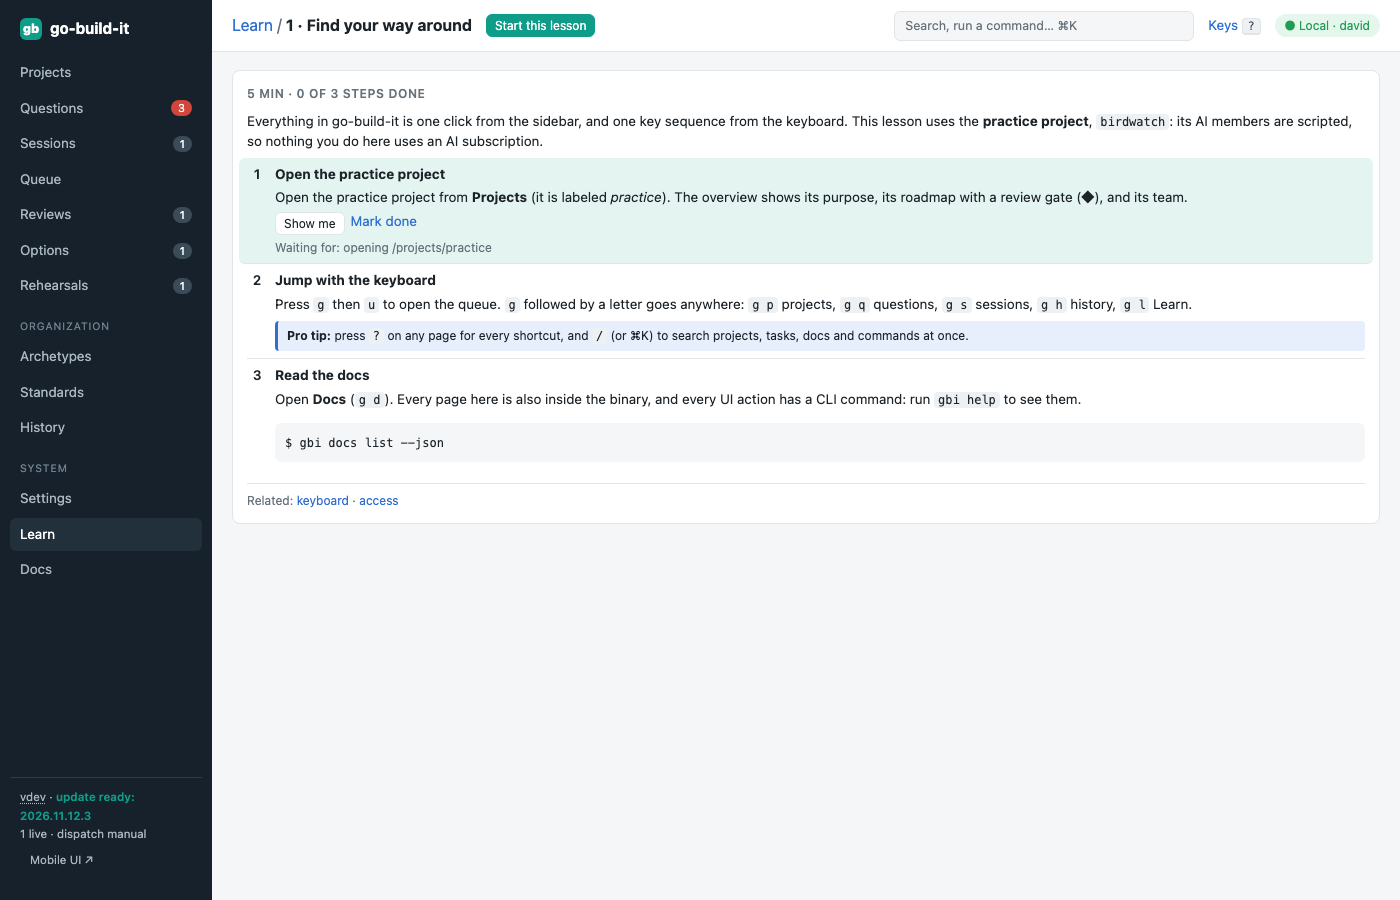 gb go-build-it
Projects
Questions 3
Sessions 1
Queue
Reviews 1
Options 1
Rehearsals 1
ORGANIZATION
Archetypes
Standards
History
SYSTEM
Settings
Learn
Docs
vdev · update ready:
2026.11.12.3
1 live · dispatch manual
Mobile UI ↗
Learn / 1 · Find your way around Start this lesson
Search, run a command... ⌘K
Keys ?
Local · david
5 MIN · 0 OF 3 STEPS DONE
Everything in go-build-it is one click from the sidebar, and one key sequence from the keyboard. This lesson uses the practice project, birdwatch: its AI members are scripted,
so nothing you do here uses an AI subscription.
1 Open the practice project
Open the practice project from Projects (it is labeled practice). The overview shows its purpose, its roadmap with a review gate (◆), and its team.
Show me Mark done
Waiting for: opening /projects/practice
2 Jump with the keyboard
Press g then u to open the queue. g followed by a letter goes anywhere: g p projects, g q questions, g s sessions, g h history, g l Learn.
Pro tip: press ? on any page for every shortcut, and / (or ⌘K) to search projects, tasks, docs and commands at once.
3 Read the docs
Open Docs ( g d ). Every page here is also inside the binary, and every UI action has a CLI command: run gbi help to see them.
$ gbi docs list --json
Related: keyboard · access